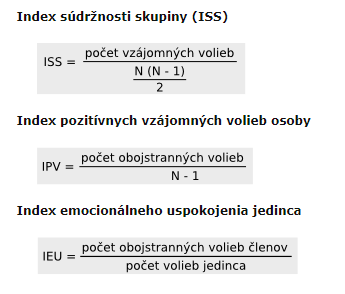 Index súdržnosti skupiny (ISS)
ISS = počet vzájomných volieb
N (N - 1)
2
Index pozitívnych vzájomných volieb osoby
IPV = počet obojstranných volieb
N - 1
Index emocionálneho uspokojenia jedinca
IEU = počet obojstranných volieb členov
počet volieb jedinca